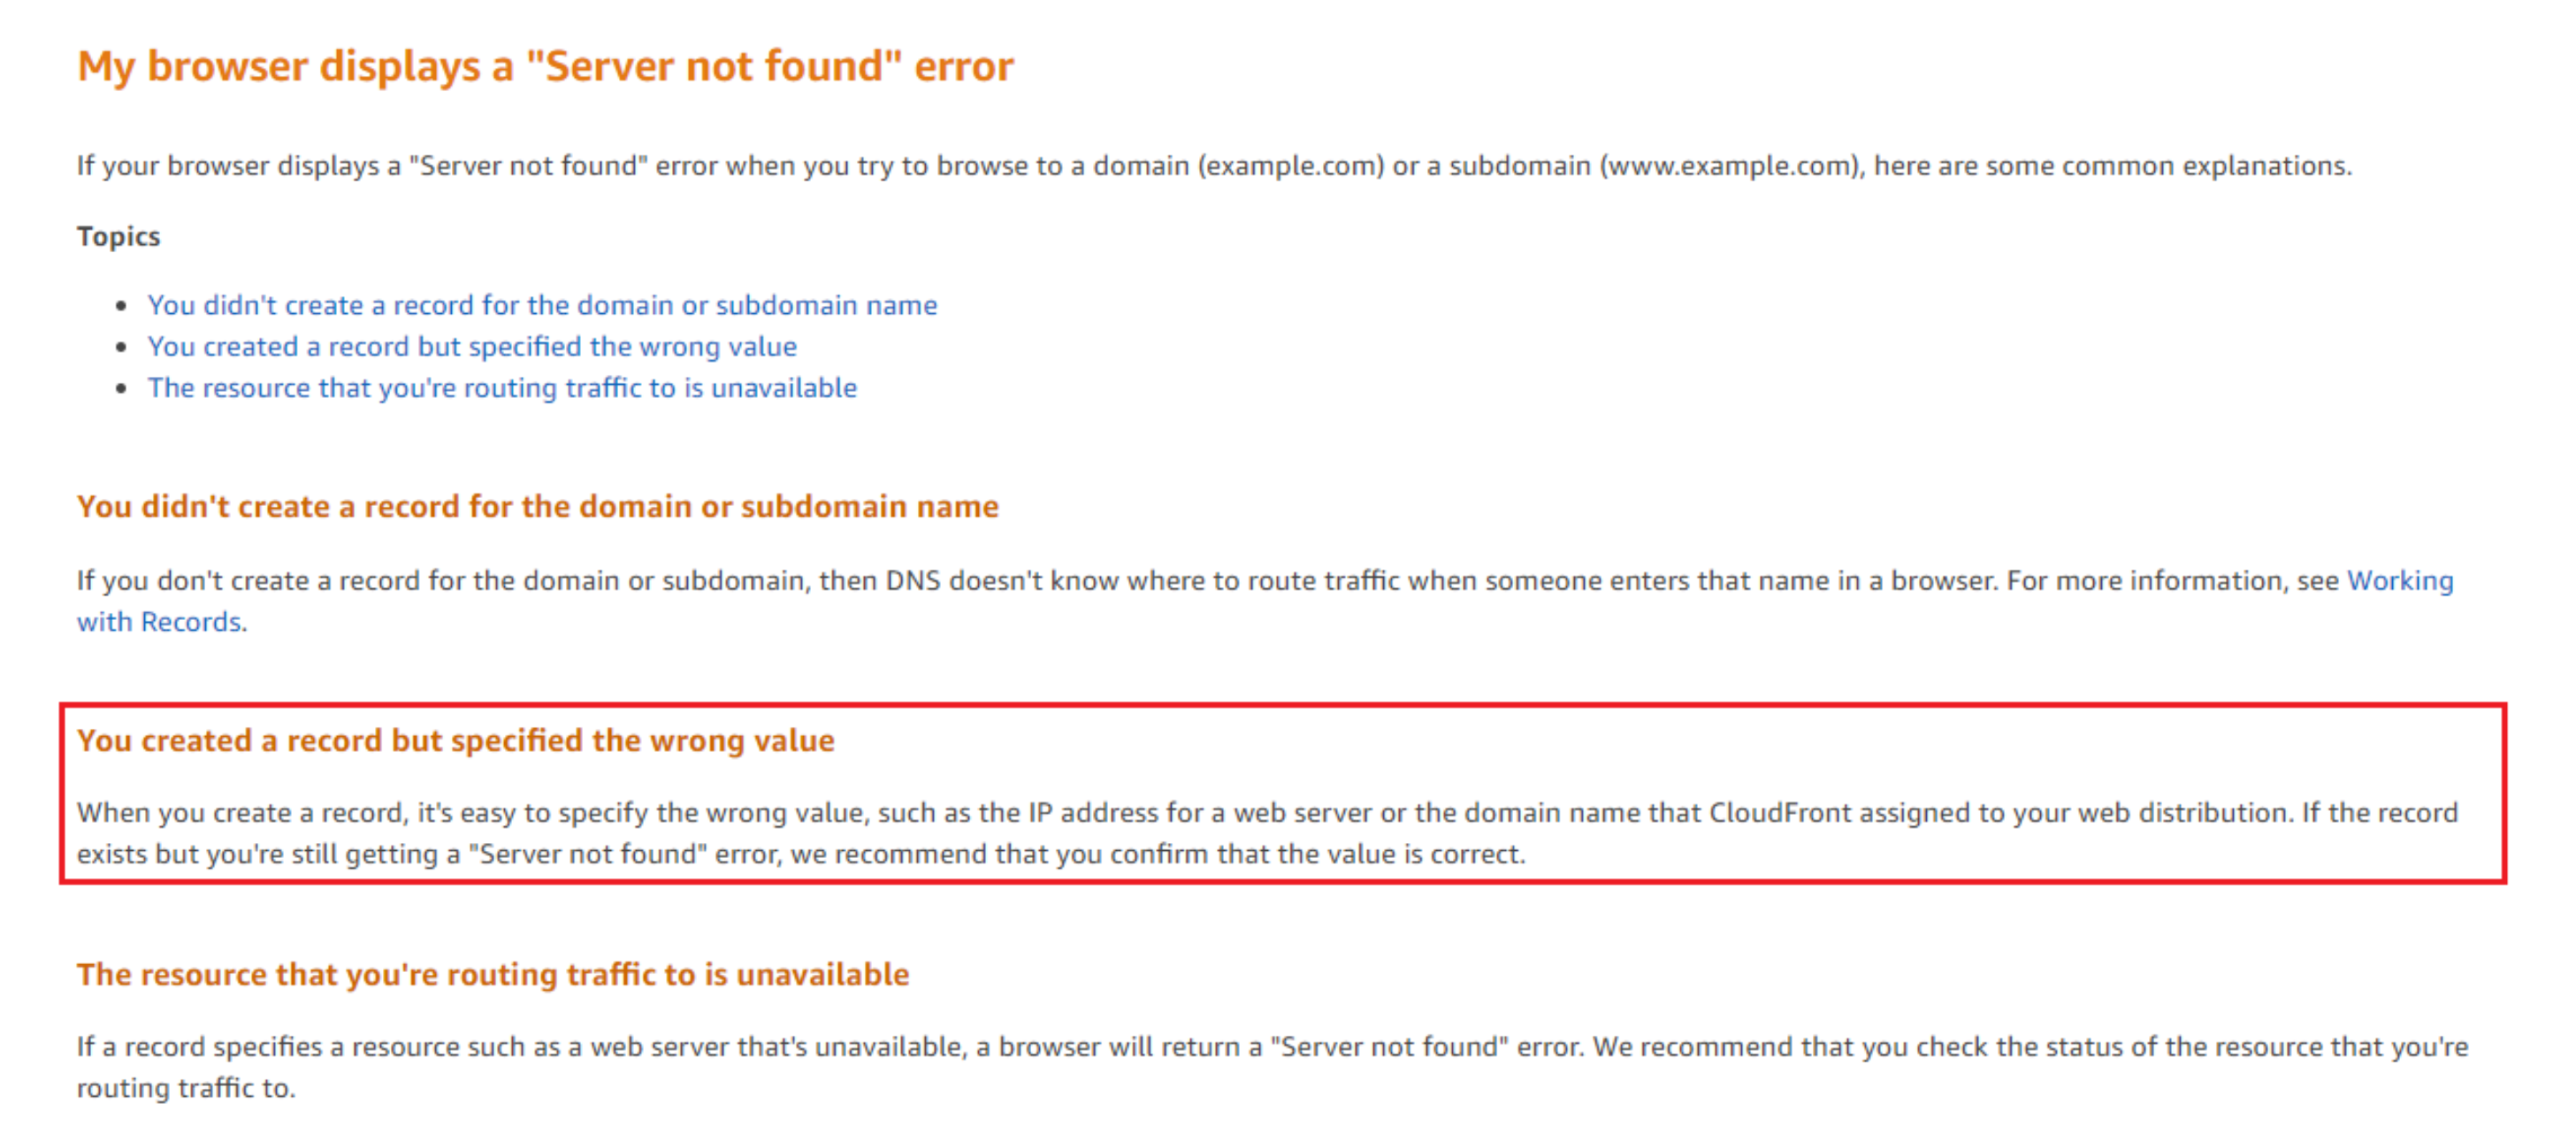 My browser displays a "Server not found" error
If your browser displays a "Server not found" error when you try to browse to a domain (example.com) or a subdomain (www.example.com), here are some common explanations.
Topics
• You didn't create a record for the domain or subdomain name
• You created a record but specified the wrong value
• The resource that you're routing traffic to is unavailable
You didn't create a record for the domain or subdomain name
If you don't create a record for the domain or subdomain, then DNS doesn't know where to route traffic when someone enters that name in a browser. For more information, see Working
with Records.
You created a record but specified the wrong value
When you create a record, it's easy to specify the wrong value, such as the IP address for a web server or the domain name that CloudFront assigned to your web distribution. If the record
exists but you're still getting a "Server not found" error, we recommend that you confirm that the value is correct.
The resource that you're routing traffic to is unavailable
If a record specifies a resource such as a web server that's unavailable, a browser will return a "Server not found" error. We recommend that you check the status of the resource that you're
routing traffic to.